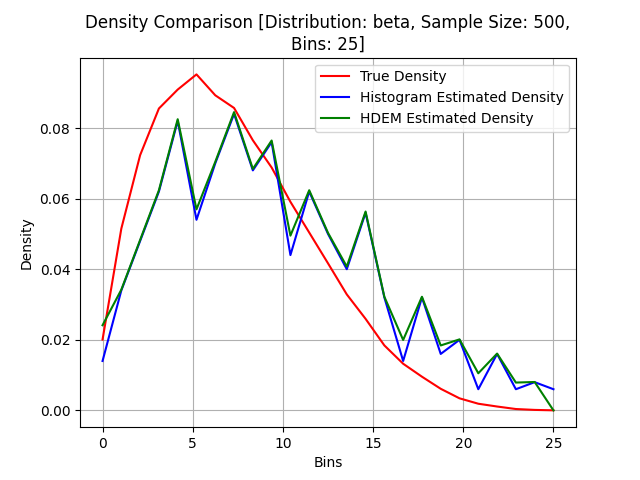 Density Comparison [Distribution: beta, Sample Size: 500,
Bins: 25]
True Density
Histogram Estimated Density
HDEM Estimated Density
Density
0.08
0.06
0.04
0.02
0.00
0 5 10 15 20 25
Bins